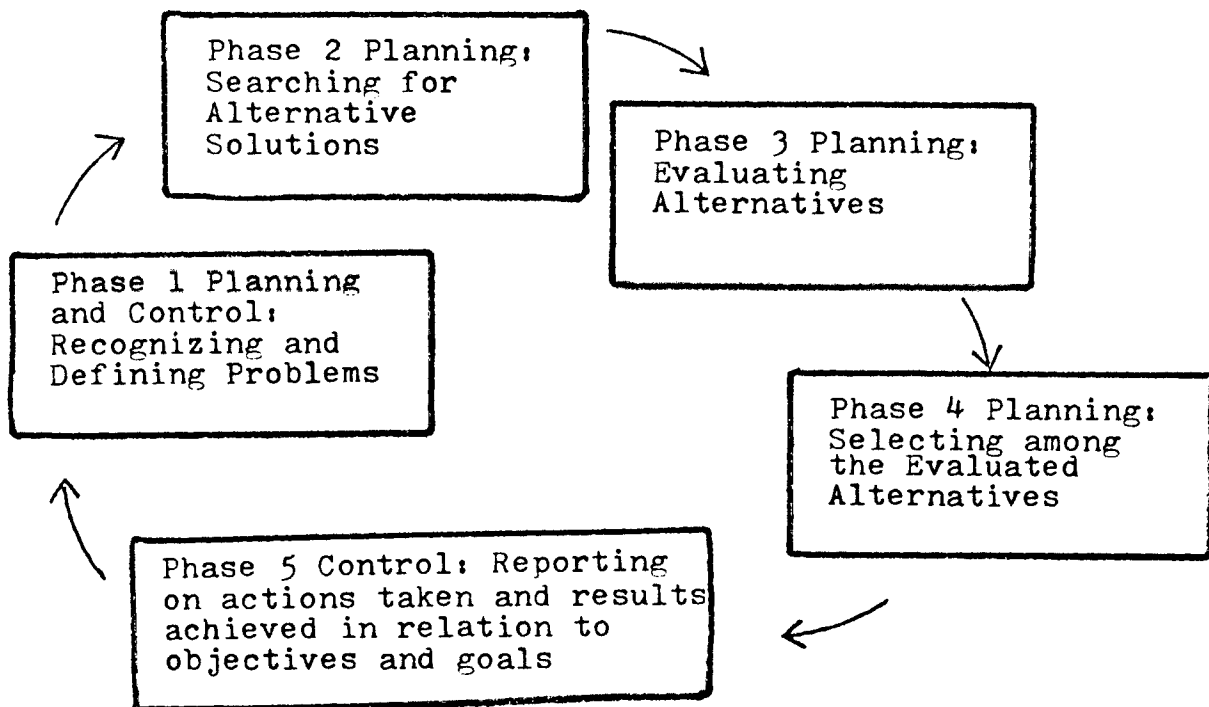 Phase 1 Planning
and Control:
Recognizing and
Defining Problems
Phase 2 Planning:
Searching for
Alternative
Solutions
Phase 3 Planning:
Evaluating
Alternatives
Phase 4 Planning:
Selecting among
the Evaluated
Alternatives
Phase 5 Control: Reporting
on actions taken and results
achieved in relation to
objectives and goals